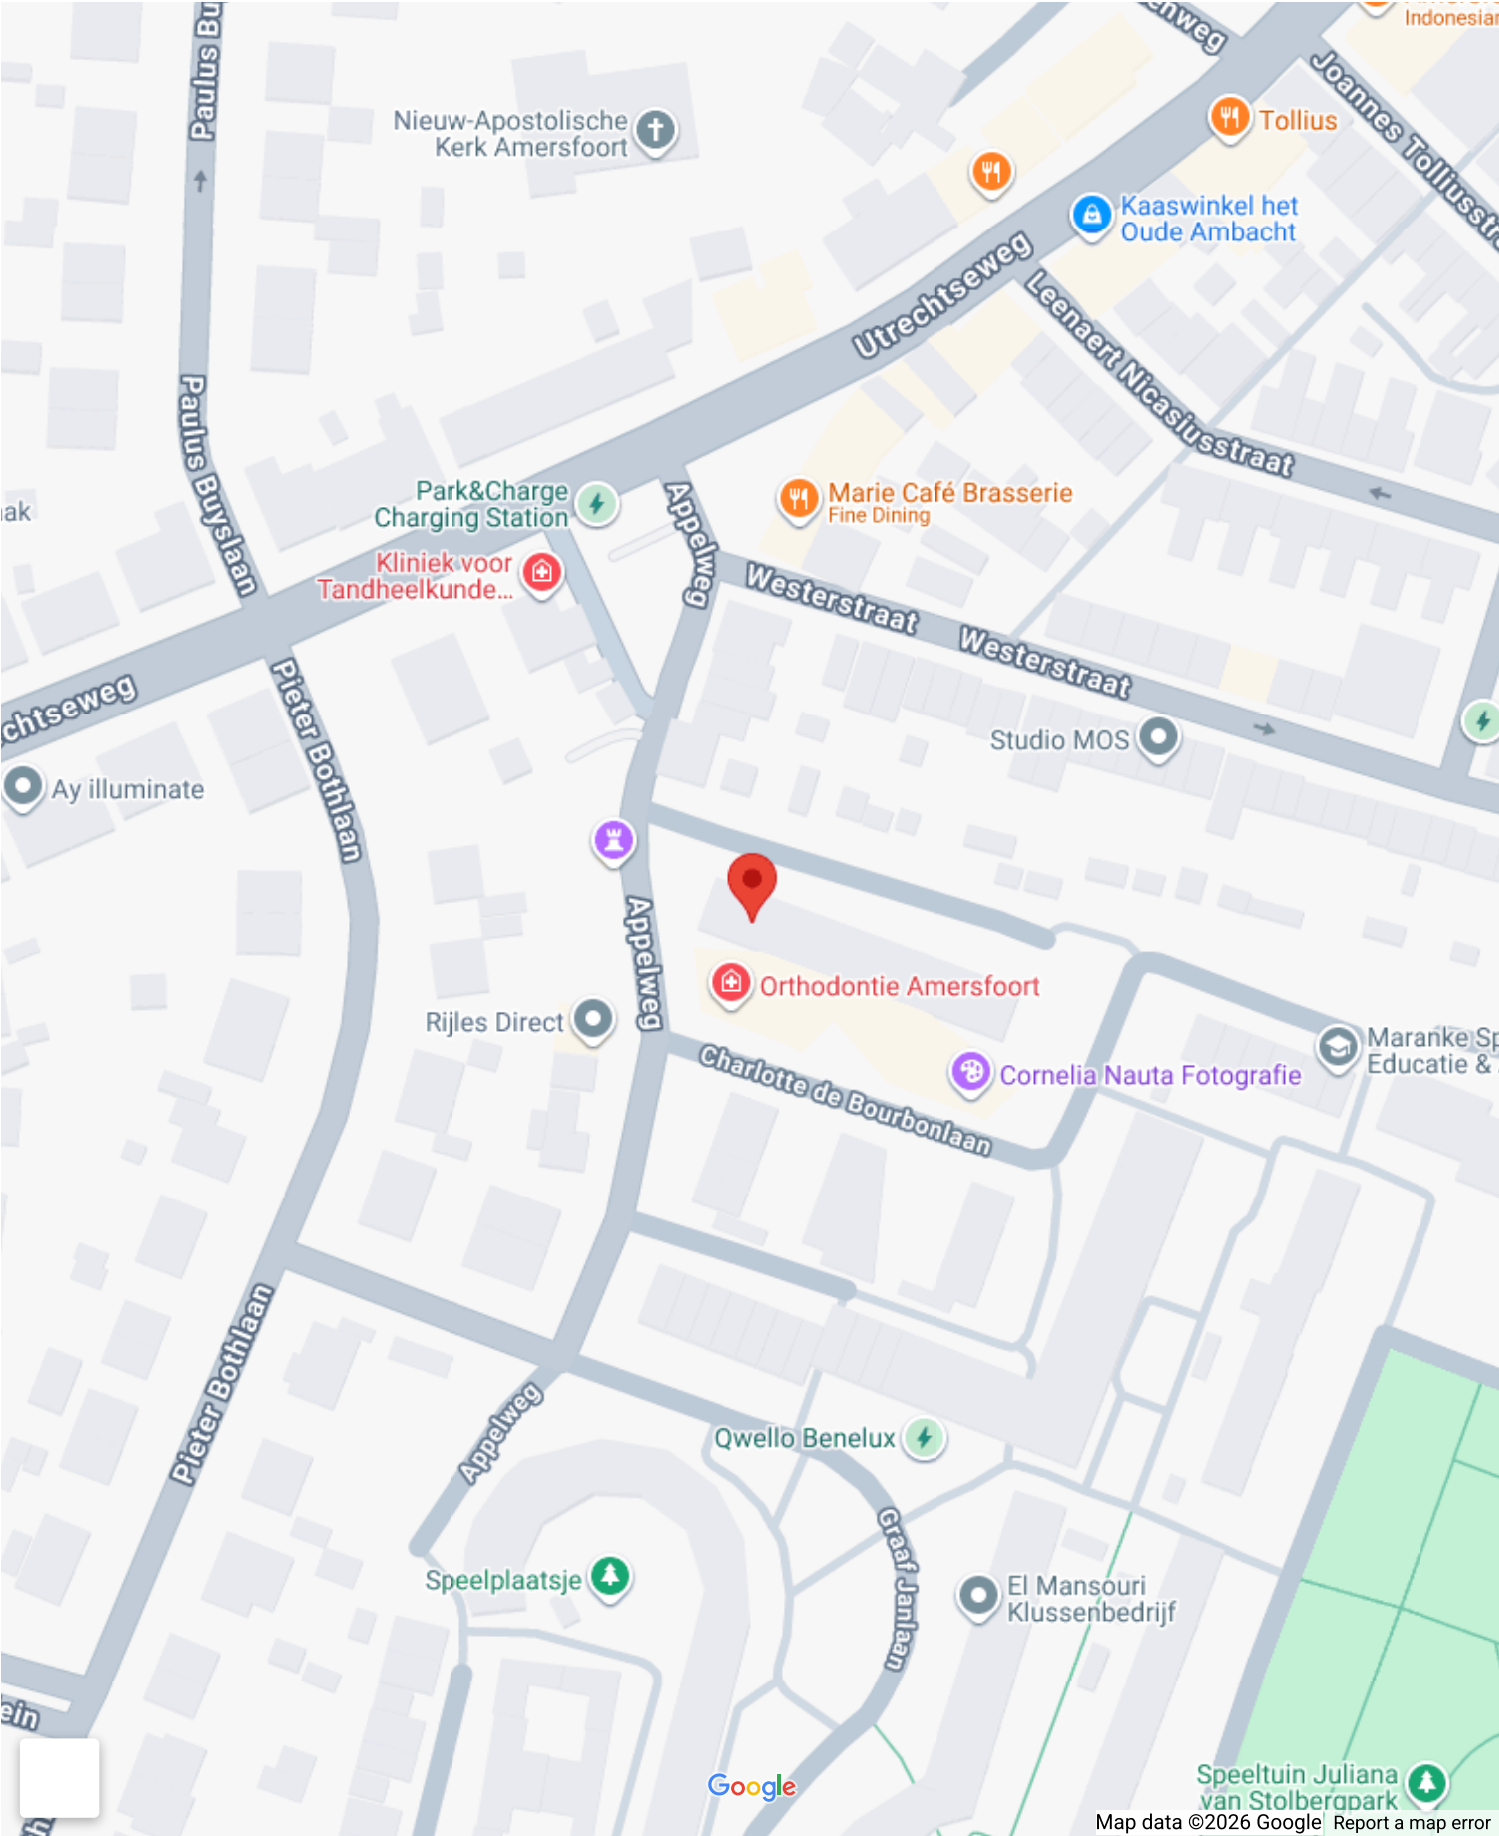 Indonesian
Paulus Bu
Nieuw-Apostolische
Kerk Amersfoort
Tollius
Joannes Tolliusstra
Kaaswinkel het
Oude Ambacht
Utrechtseweg
Leenaert Nicasiusstraat
Paulus Buyslaan
Park&Charge
Charging Station
Appelweg
Marie Café Brasserie
Fine Dining
Kliniek voor
Tandheelkunde...
Westerstraat
Westerstraat
chtseweg
Pieter Bothlaan
Studio MOS
Ay illuminate
Appelweg
Orthodontie Amersfoort
Rijles Direct
Maranke Sp
Educatie &
Charlotte de Bourbonlaan
Cornelia Nauta Fotografie
Pieter Bothlaan
Appelweg
Qwello Benelux
Graaf Janlaan
Speelplaatsje
El Mansouri
Klussenbedrijf
ein
Google
Speeltuin Juliana
van Stolbergpark
Map data ©2026 Google
Report a map error